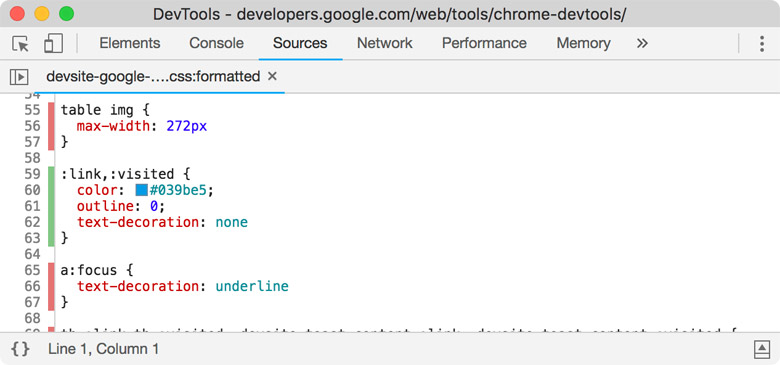 DevTools - developers.google.com/web/tools/chrome-devtools/
Elements Console Sources Network Performance Memory »
devsite-google-….css:formatted ×
54
55 table img {
56 max-width: 272px
57 }
58
59 :link,:visited {
60 color: #039be5;
61 outline: 0;
62 text-decoration: none
63 }
64
65 a:focus {
66 text-decoration: underline
67 }
68
{} Line 1, Column 1